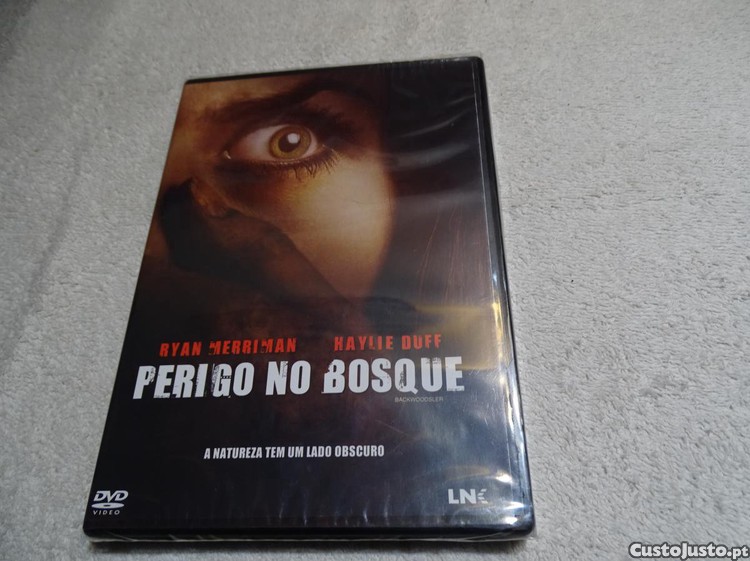 RYAN MERRIMAN HAYLIE DUFF
PERIGO NO BOSQUE
BACKWOODSLER
A NATUREZA TEM UM LADO OBSCURO
DVD
VIDEO
LNK
CustoJusto.pt